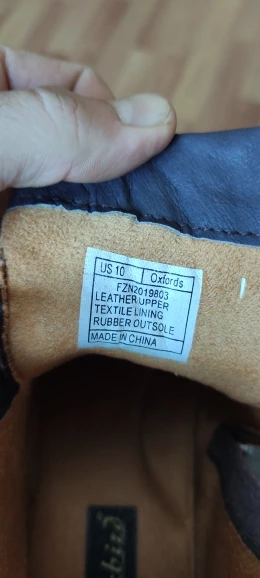 US 10 Oxfords
FZN2019803
LEATHER UPPER
TEXTILE LINING
RUBBER OUTSOLE
MADE IN CHINA